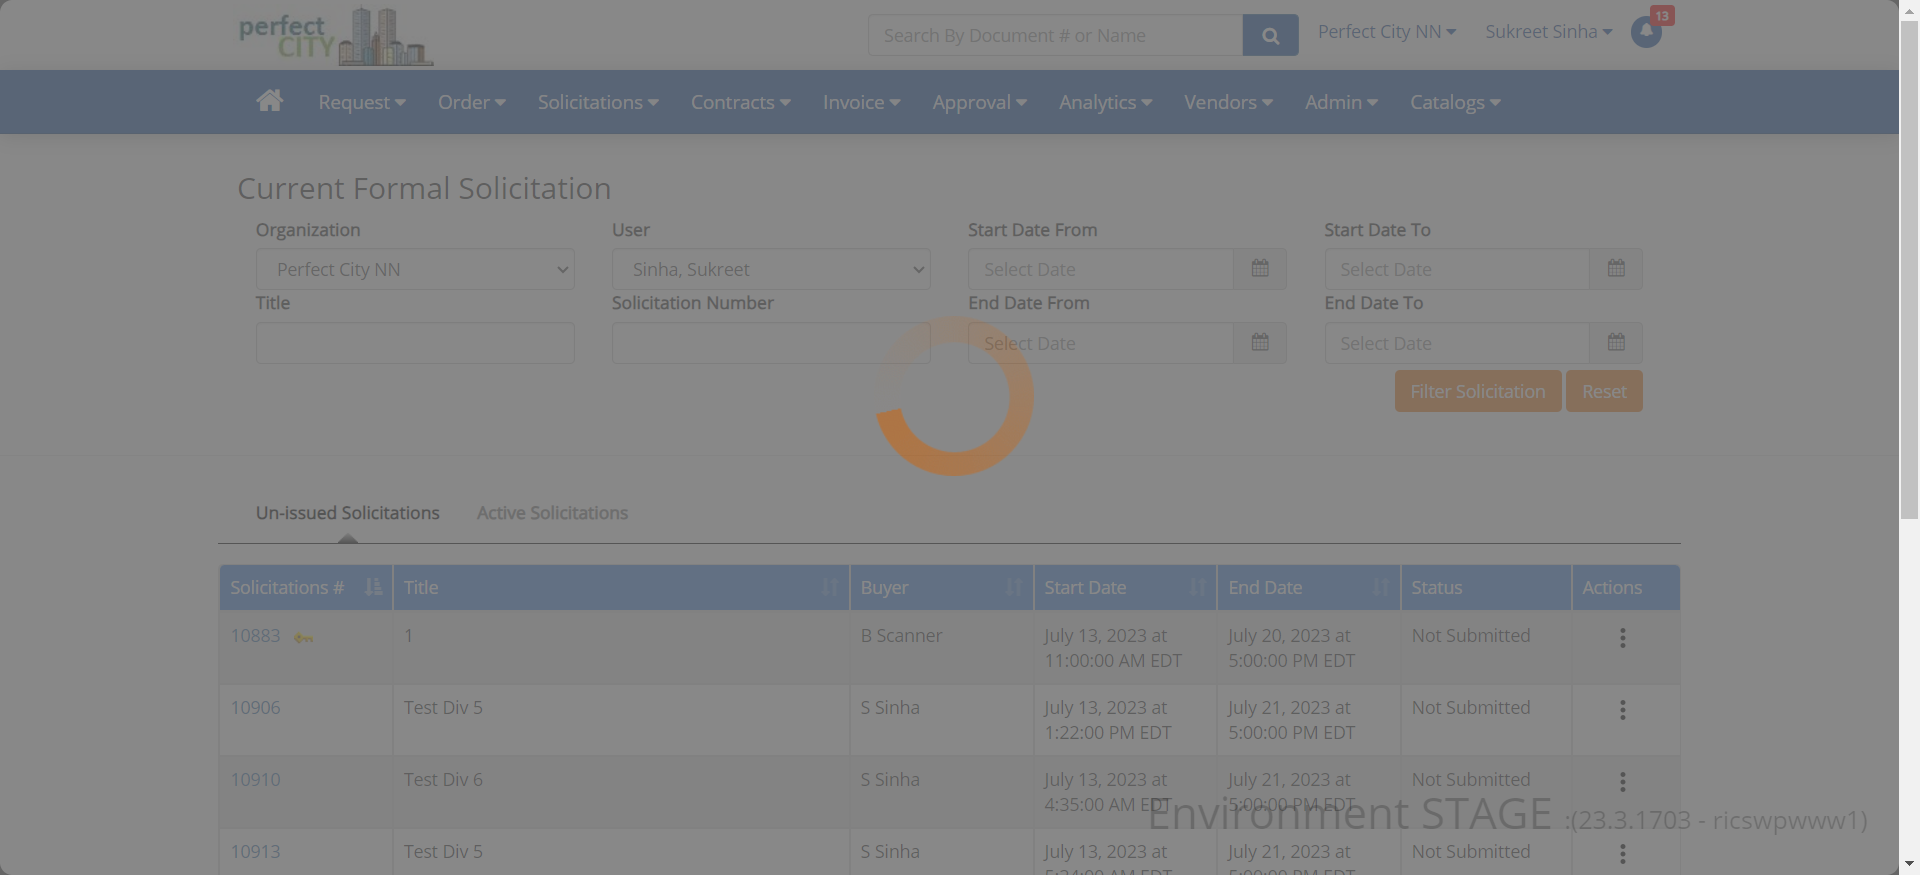 perfect
CITY
Search By Document # or Name
Perfect City NN
Sukreet Sinha
13
Request
Order
Solicitations
Contracts
Invoice
Approval
Analytics
Vendors
Admin
Catalogs
Current Formal Solicitation
Organization
User
Start Date From
Start Date To
Perfect City NN
Sinha, Sukreet
Select Date
Select Date
Title
Solicitation Number
End Date From
End Date To
Select Date
Select Date
Filter Solicitation
Reset
Un-issued Solicitations
Active Solicitations
Solicitations #
Title
Buyer
Start Date
End Date
Status
Actions
10883
1
B Scanner
July 13, 2023 at
11:00:00 AM EDT
July 20, 2023 at
5:00:00 PM EDT
Not Submitted
10906
Test Div 5
S Sinha
July 13, 2023 at
1:22:00 PM EDT
July 21, 2023 at
5:00:00 PM EDT
Not Submitted
10910
Test Div 6
S Sinha
July 13, 2023 at
4:35:00 AM EDT
July 21, 2023 at
5:00:00 PM EDT
Not Submitted
Environment STAGE :(23.3.1703 - ricswpwww1)
10913
Test Div 5
S Sinha
July 13, 2023 at
July 21, 2023 at
Not Submitted